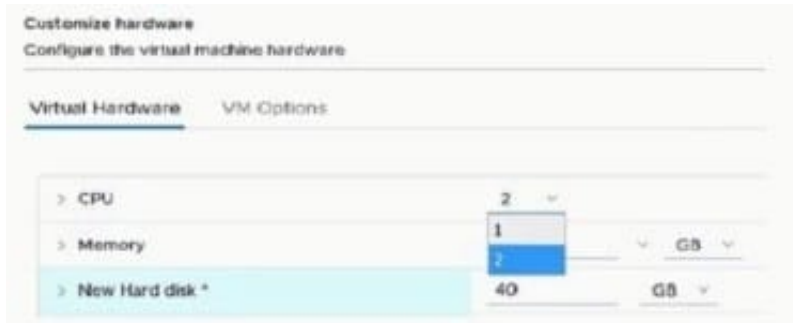 Customize hardware
Configure the virtual machine hardware
Virtual Hardware VM Options
> CPU 2
1
> Memory GB
2
> New Hard disk * 40 GB